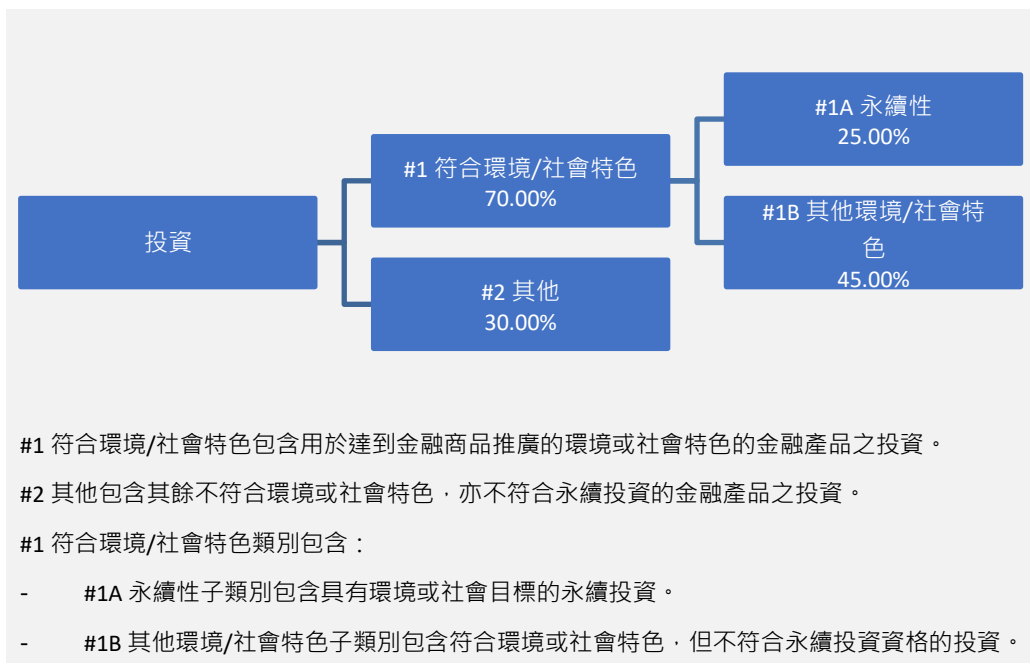 #1A 永續性
25.00%
#1 符合環境/社會特色
70.00%
#1B 其他環境/社會特
色
45.00%
投資
#2 其他
30.00%
#1 符合環境/社會特色包含用於達到金融商品推廣的環境或社會特色的金融產品之投資。
#2 其他包含其餘不符合環境或社會特色，亦不符合永續投資的金融產品之投資。
#1 符合環境/社會特色類別包含：
- #1A 永續性子類別包含具有環境或社會目標的永續投資。
- #1B 其他環境/社會特色子類別包含符合環境或社會特色，但不符合永續投資資格的投資。